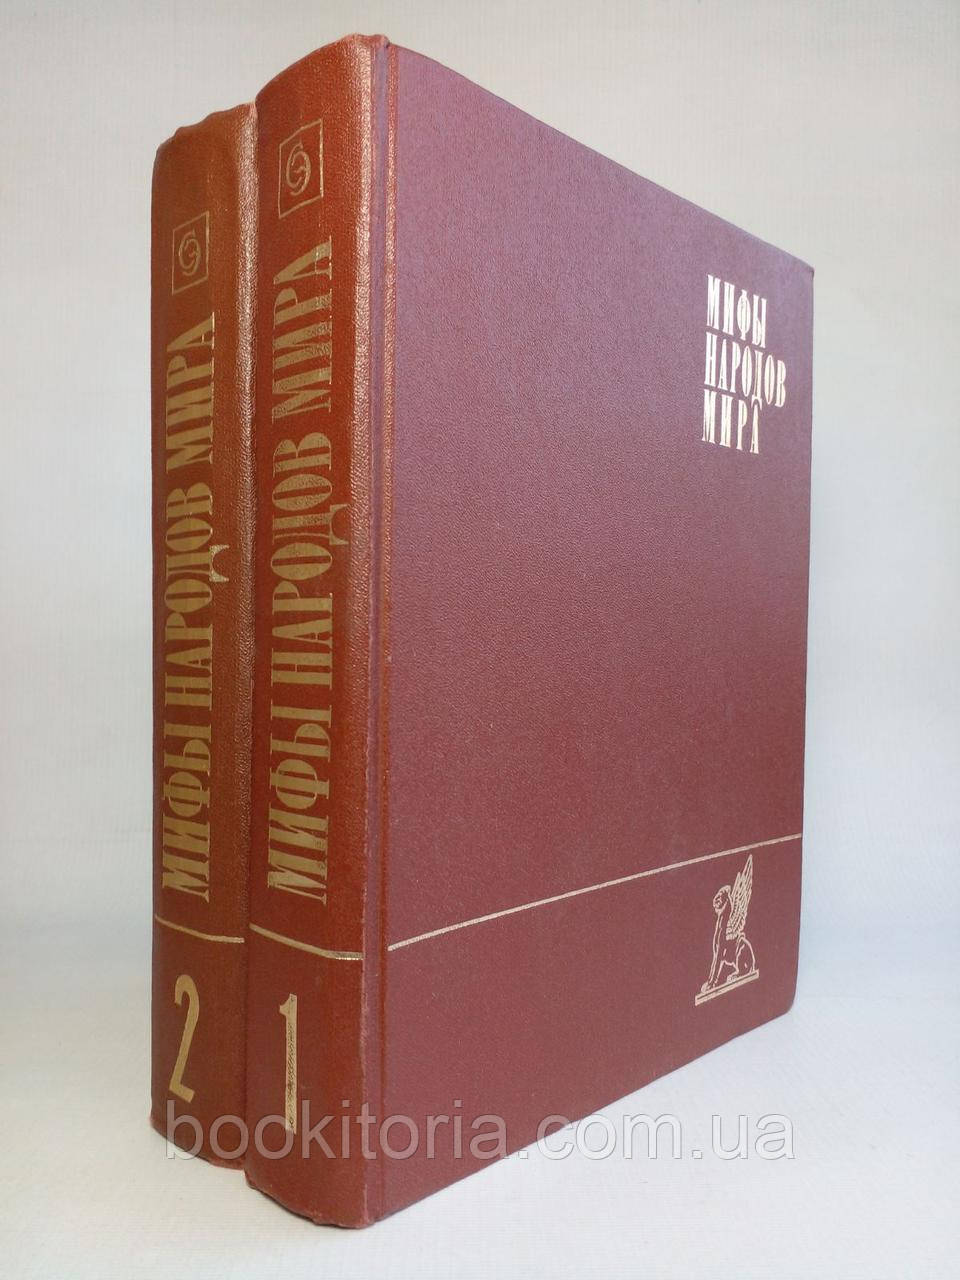 МИФЫ НАРОДОВ МИРА
2
МИФЫ НАРОДОВ МИРА
1
МИФЫ
НАРОДОВ
МИРА
bookitoria.com.ua